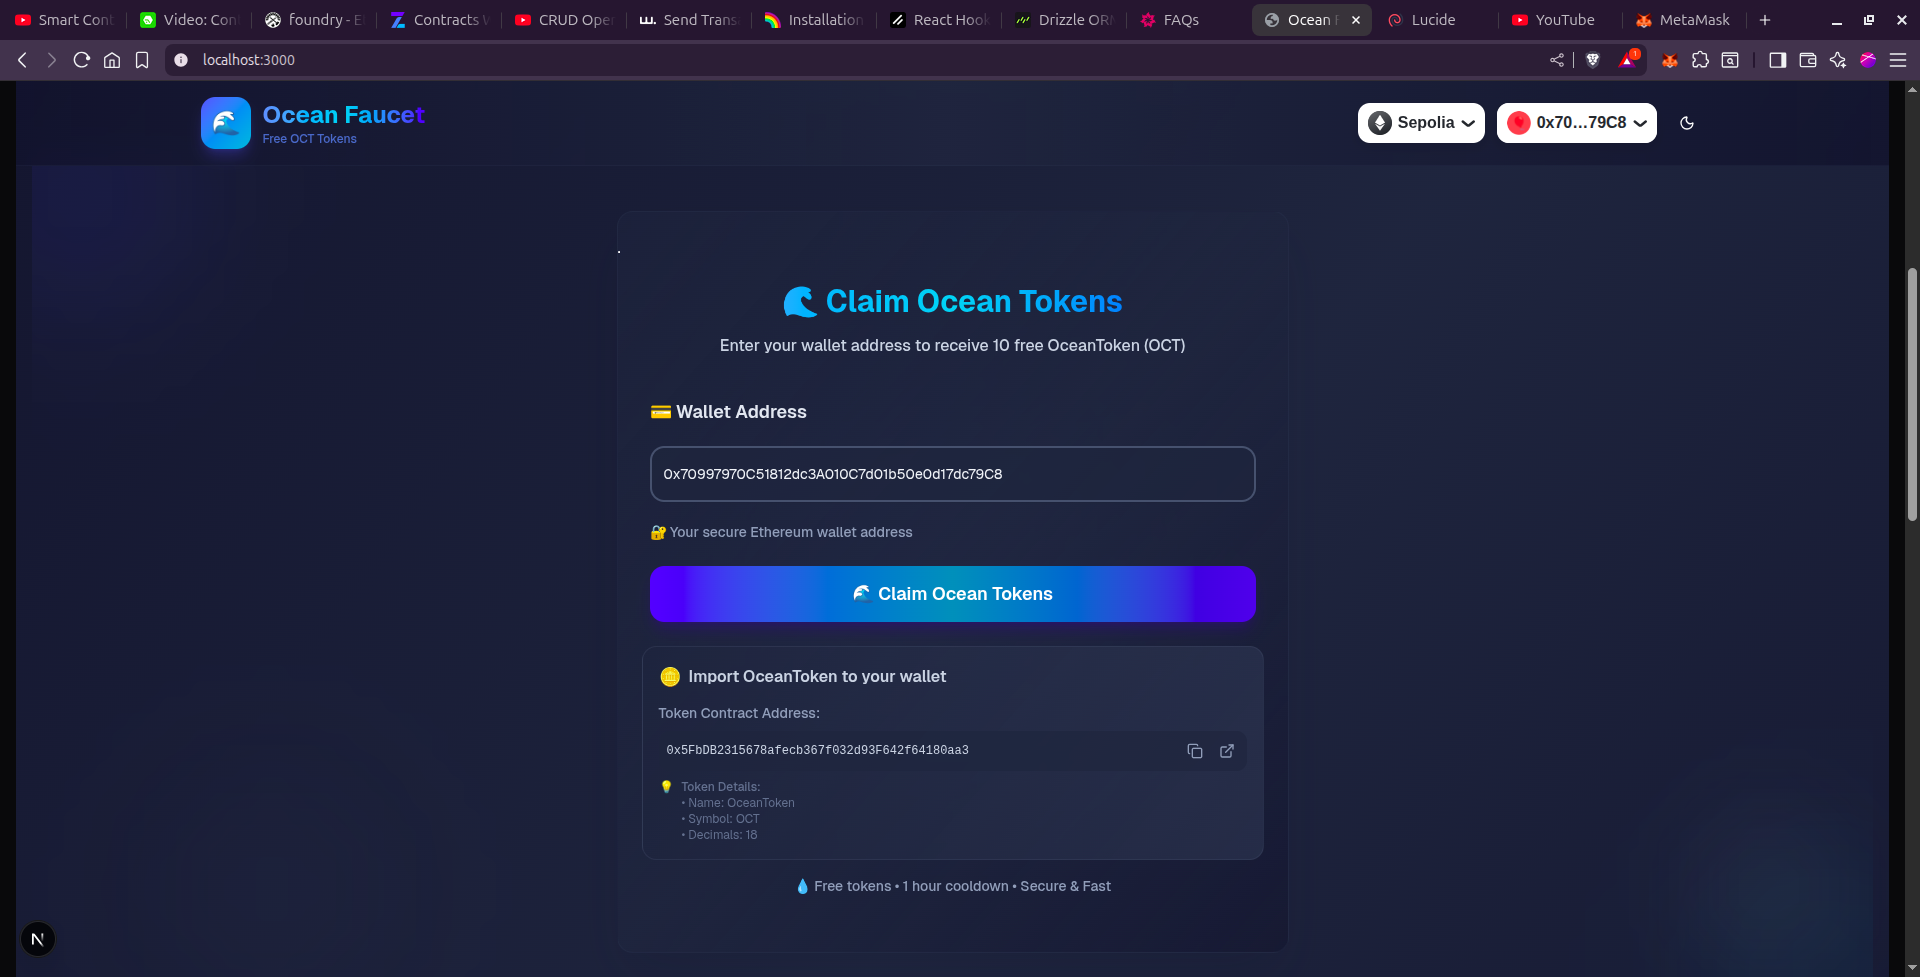 Smart Cont
Video: Con
foundry - E
Contracts W
CRUD Oper
Send Trans
Installation
React Hook
Drizzle ORM
FAQs
Ocean F
Lucide
YouTube
MetaMask
localhost:3000
1
Ocean Faucet
Free OCT Tokens
Sepolia
0x70...79C8
.
🌊 Claim Ocean Tokens
Enter your wallet address to receive 10 free OceanToken (OCT)
💳 Wallet Address
0x70997970C51812dc3A010C7d01b50e0d17dc79C8
🔐 Your secure Ethereum wallet address
🌊 Claim Ocean Tokens
🪙 Import OceanToken to your wallet
Token Contract Address:
0x5FbDB2315678afecb367f032d93F642f64180aa3
💡 Token Details:
• Name: OceanToken
• Symbol: OCT
• Decimals: 18
💧 Free tokens • 1 hour cooldown • Secure & Fast
N